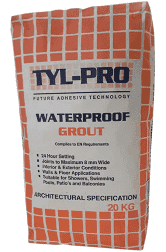 TYL-PRO
FUTURE ADHESIVE TECHNOLOGY
WATERPROOF
GROUT
Complies to EN Requirements
24 Hour Setting
Joints to Maximum 8 mm Wide
Interior & Exterior Conditions
Walls & Floor Applications
Suitable for Showers, Swimming
Pools, Patio's and Balconies
ARCHITECTURAL SPECIFICATION
20 KG